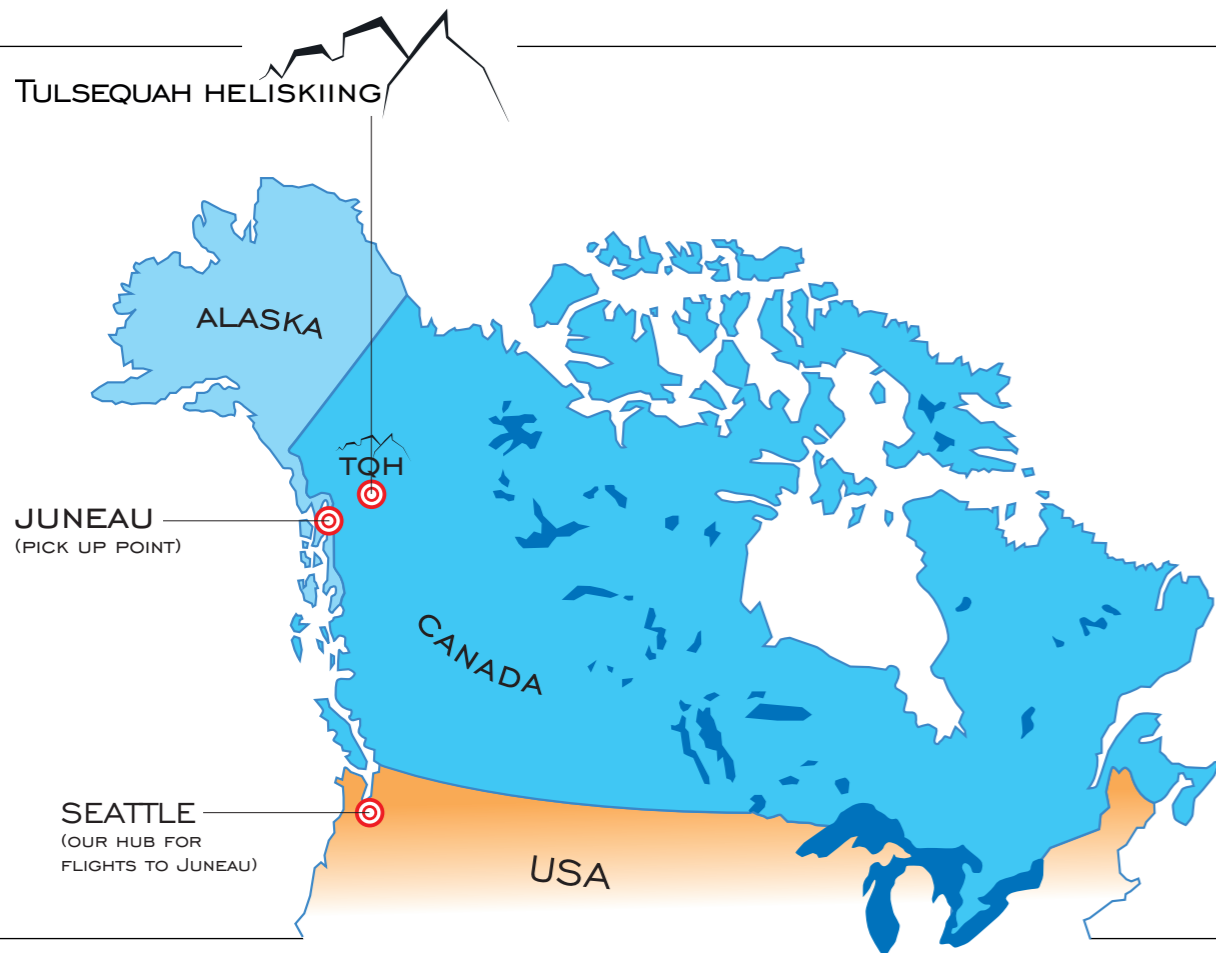 TULSEQUAH HELISKIING
ALASKA
TQH
JUNEAU
(PICK UP POINT)
CANADA
SEATTLE
(OUR HUB FOR
FLIGHTS TO JUNEAU)
USA